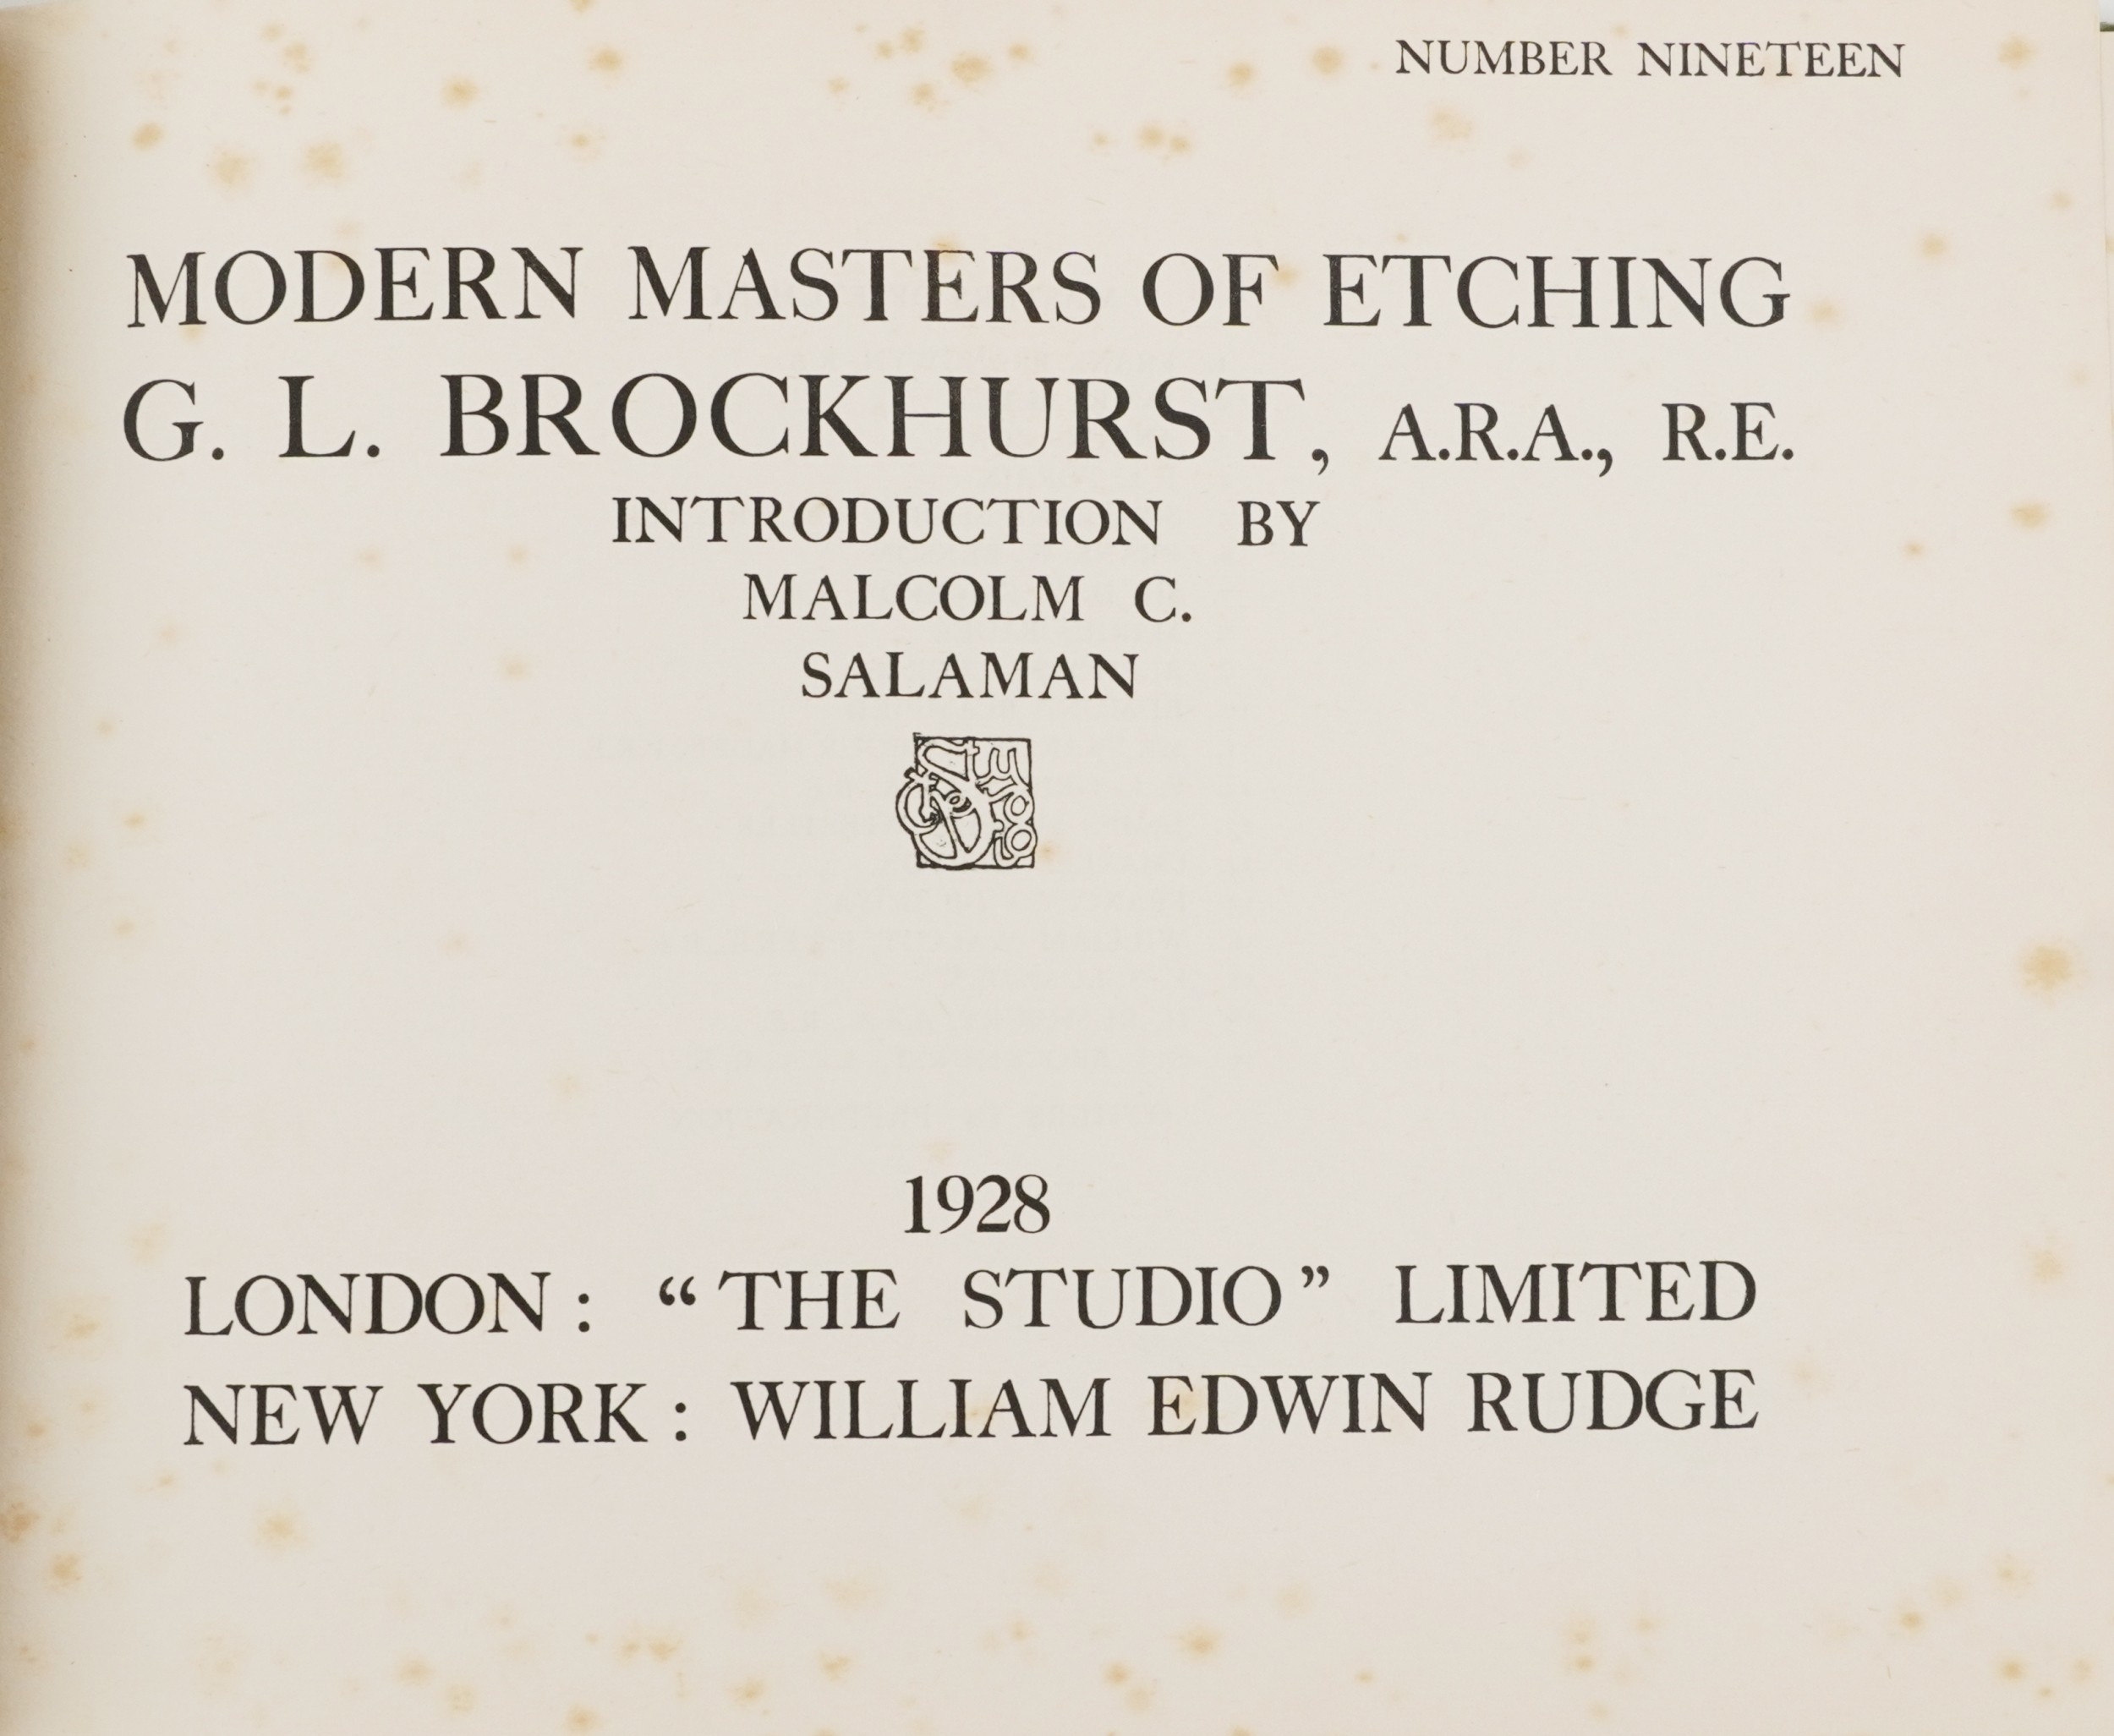 NUMBER NINETEEN
MODERN MASTERS OF ETCHING
G. L. BROCKHURST, A.R.A., R.E.
INTRODUCTION BY
MALCOLM C.
SALAMAN
1928
LONDON: “THE STUDIO” LIMITED
NEW YORK: WILLIAM EDWIN RUDGE